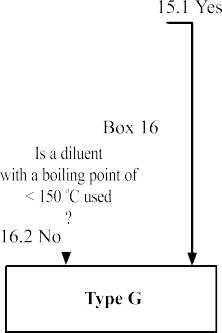 15.1 Yes
Box 16
Is a diluent
with a boiling point of
< 150 °C used
?
16.2 No
Type G